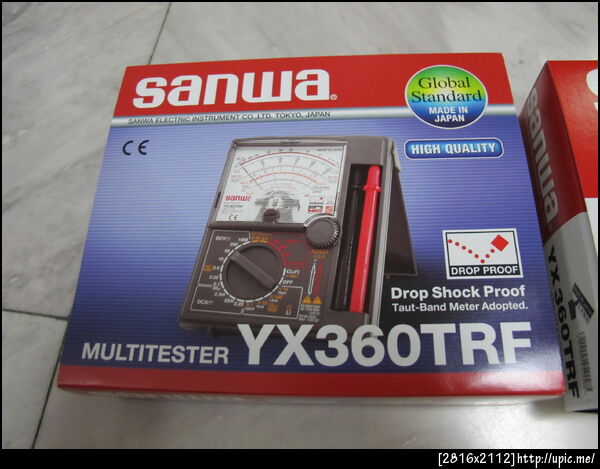 sanwa®
SANWA ELECTRIC INSTRUMENT CO. LTD. TOKYO, JAPAN
Global
Standard
MADE IN
JAPAN
CE
HIGH QUALITY
sanwa
OFF
DROP PROOF
Drop Shock Proof
Taut-Band Meter Adopted.
MULTITESTER YX360TRF
YX360TRF
[2816x2112]http://upic.me/